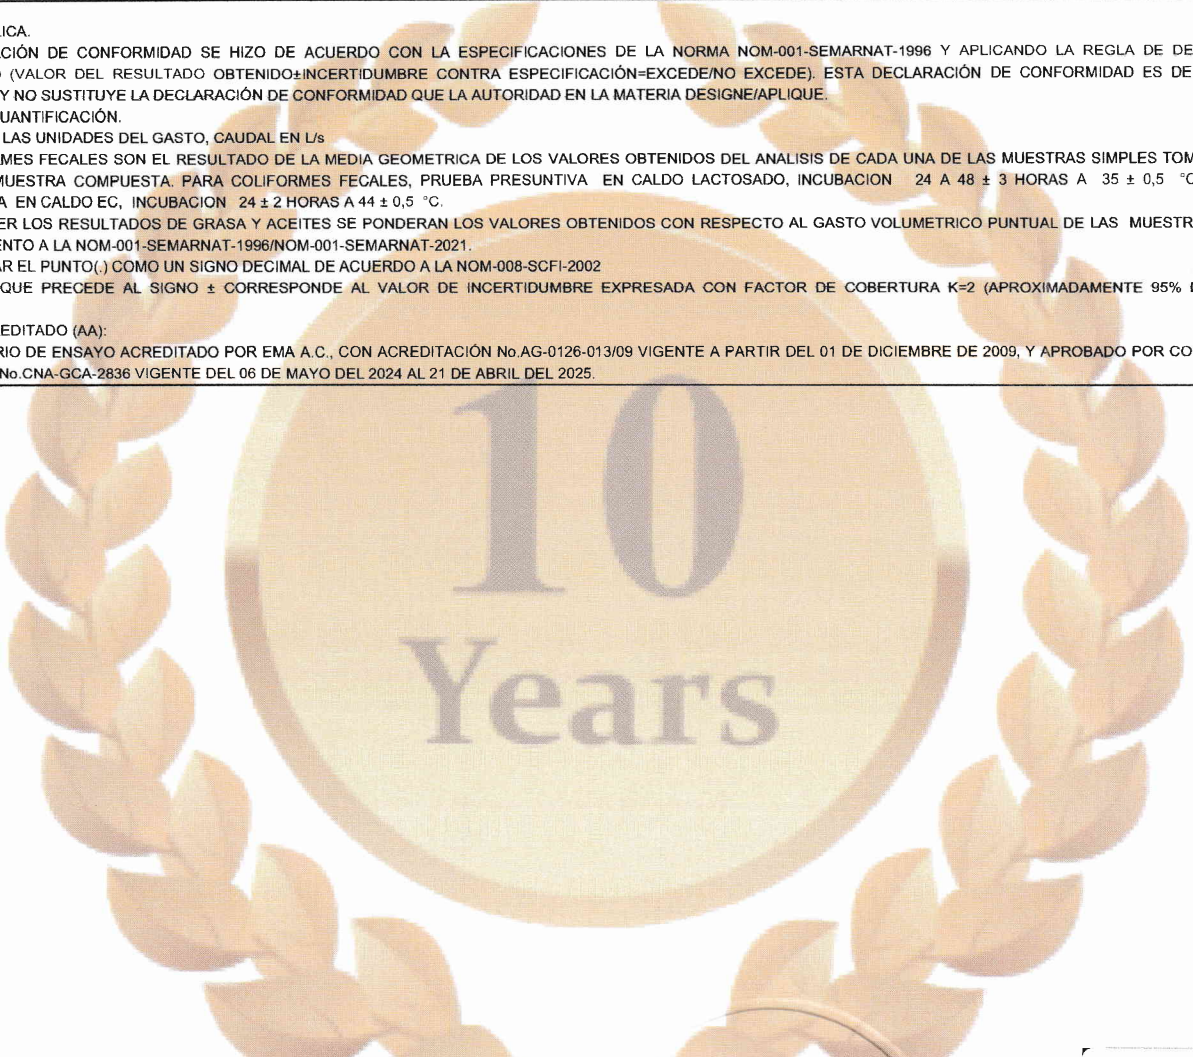 LICA.
CIÓN DE CONFORMIDAD SE HIZO DE ACUERDO CON LA ESPECIFICACIONES DE LA NORMA NOM-001-SEMARNAT-1996 Y APLICANDO LA REGLA DE DE
(VALOR DEL RESULTADO OBTENIDO±INCERTIDUMBRE CONTRA ESPECIFICACIÓN=EXCEDE/NO EXCEDE). ESTA DECLARACIÓN DE CONFORMIDAD ES DE
Y NO SUSTITUYE LA DECLARACIÓN DE CONFORMIDAD QUE LA AUTORIDAD EN LA MATERIA DESIGNE/APLIQUE.
UANTIFICACIÓN.
LAS UNIDADES DEL GASTO, CAUDAL EN L/s
MES FECALES SON EL RESULTADO DE LA MEDIA GEOMETRICA DE LOS VALORES OBTENIDOS DEL ANALISIS DE CADA UNA DE LAS MUESTRAS SIMPLES TOM
MUESTRA COMPUESTA. PARA COLIFORMES FECALES, PRUEBA PRESUNTIVA EN CALDO LACTOSADO, INCUBACION 24 A 48 ± 3 HORAS A 35 ± 0,5 °C
A EN CALDO EC, INCUBACION 24 ± 2 HORAS A 44 ± 0,5 °C.
ER LOS RESULTADOS DE GRASA Y ACEITES SE PONDERAN LOS VALORES OBTENIDOS CON RESPECTO AL GASTO VOLUMETRICO PUNTUAL DE LAS MUESTR
ENTO A LA NOM-001-SEMARNAT-1996/NOM-001-SEMARNAT-2021.
AR EL PUNTO(.) COMO UN SIGNO DECIMAL DE ACUERDO A LA NOM-008-SCFI-2002
QUE PRECEDE AL SIGNO ± CORRESPONDE AL VALOR DE INCERTIDUMBRE EXPRESADA CON FACTOR DE COBERTURA K=2 (APROXIMADAMENTE 95%
EDITADO (AA):
RIO DE ENSAYO ACREDITADO POR EMA A.C., CON ACREDITACIÓN No.AG-0126-013/09 VIGENTE A PARTIR DEL 01 DE DICIEMBRE DE 2009, Y APROBADO POR CO
No.CNA-GCA-2836 VIGENTE DEL 06 DE MAYO DEL 2024 AL 21 DE ABRIL DEL 2025.
10
Years